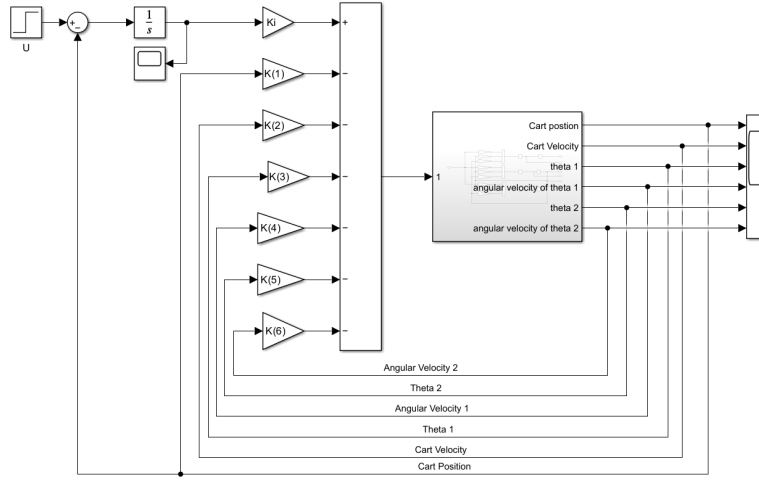 +
−
1
s
Ki
+
U
K(1)
−
K(2)
−
Cart postion
Cart Velocity
K(3)
−
1
theta 1
angular velocity of theta 1
theta 2
K(4)
−
angular velocity of theta 2
K(5)
−
K(6)
−
Angular Velocity 2
Theta 2
Angular Velocity 1
Theta 1
Cart Velocity
Cart Position